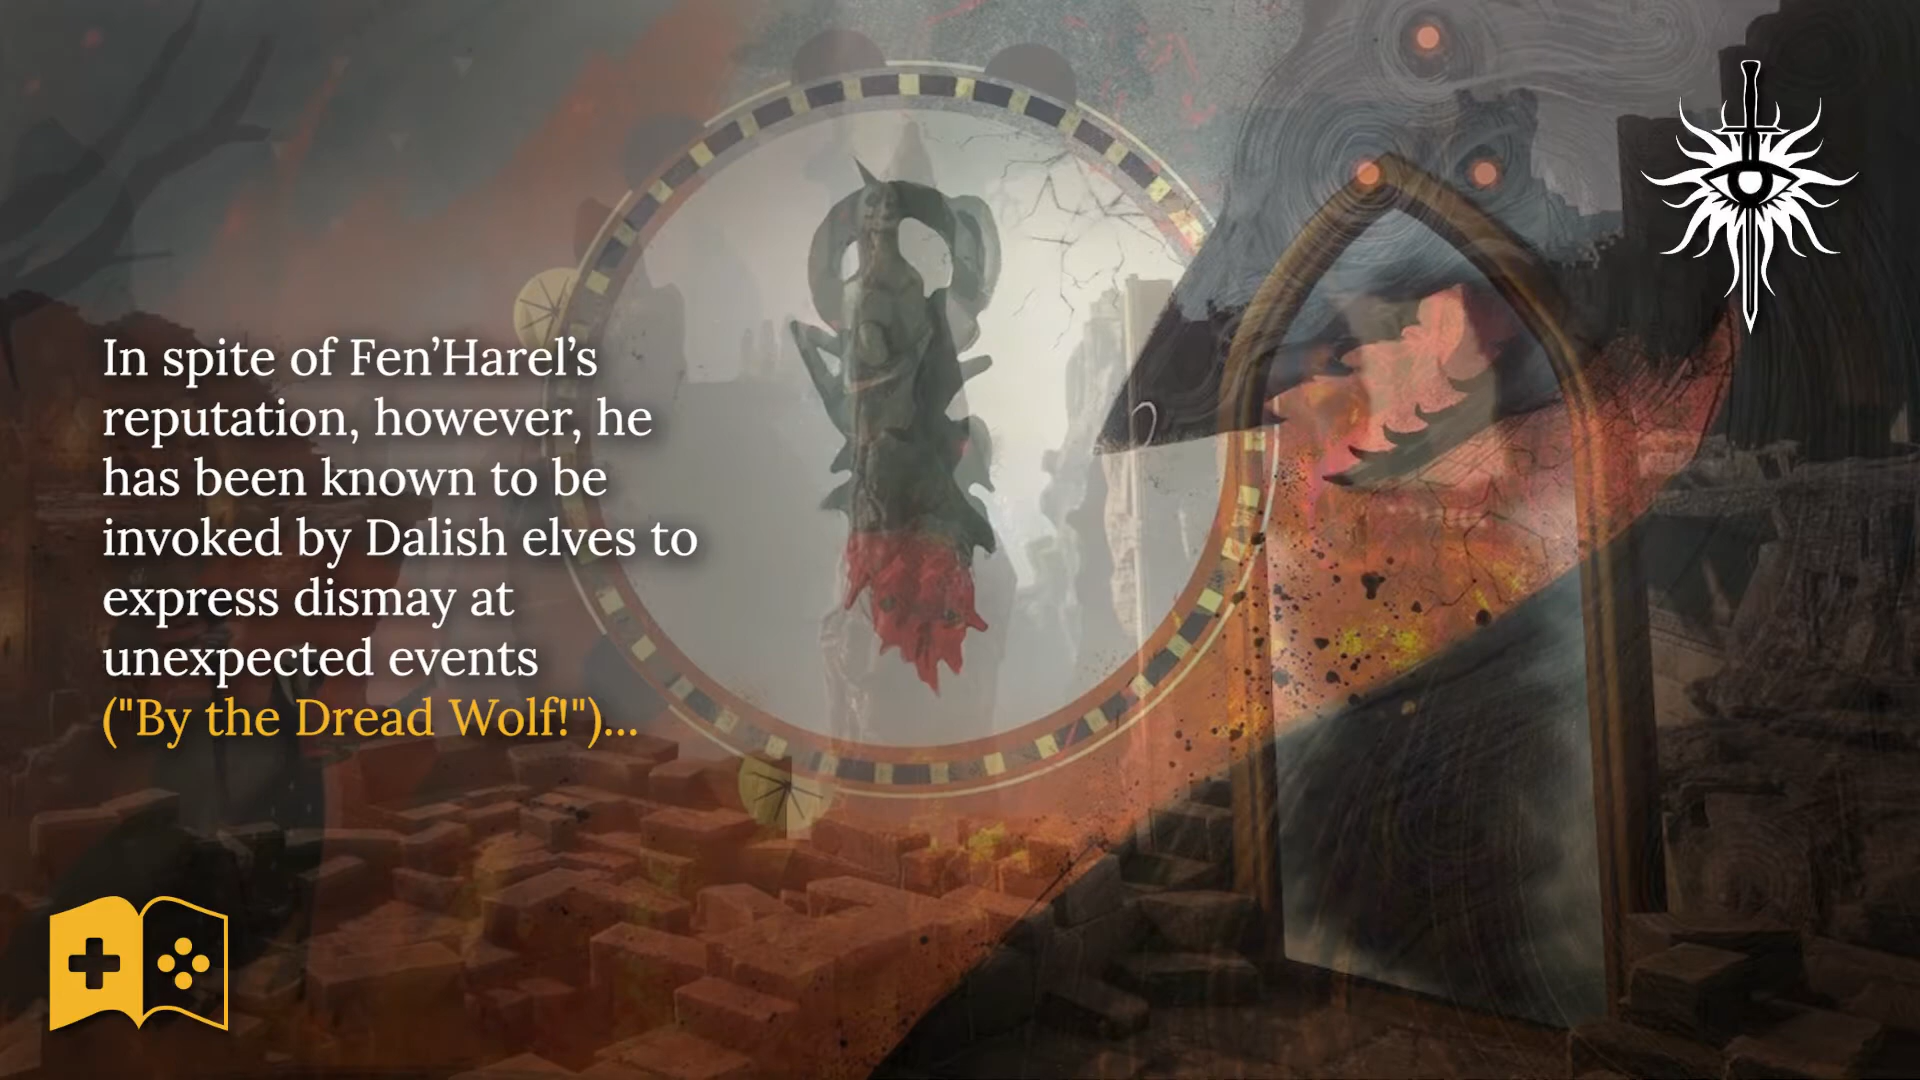 In spite of Fen’Harel’s
reputation, however, he
has been known to be
invoked by Dalish elves to
express dismay at
unexpected events
("By the Dread Wolf!")...